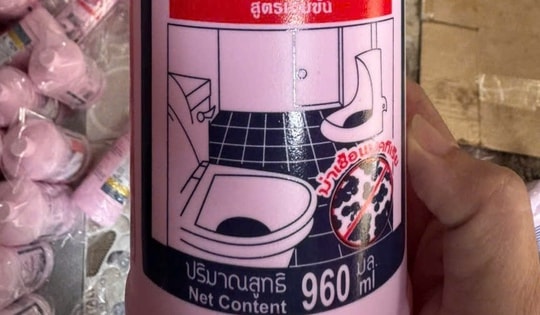 สูตรเข้มข้น
ฆ่าเชื้อแบคทีเรีย
ปริมาณสุทธิ 960 มล.
Net Content ml